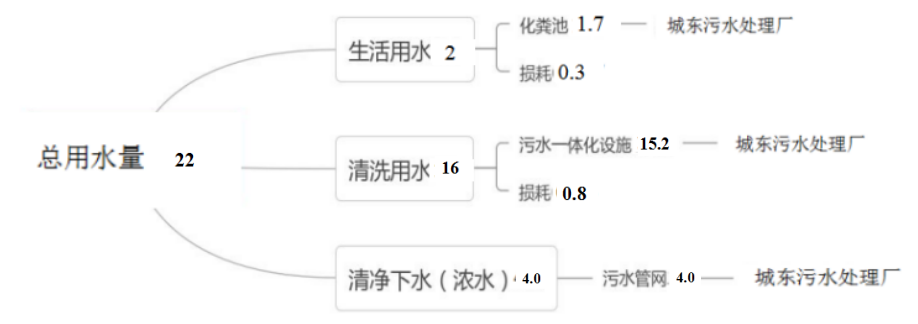 总用水量 22
生活用水 2
化粪池 1.7
城东污水处理厂
损耗 0.3
清洗用水 16
污水一体化设施 15.2
城东污水处理厂
损耗 0.8
清净下水（浓水） 4.0
污水管网 4.0
城东污水处理厂